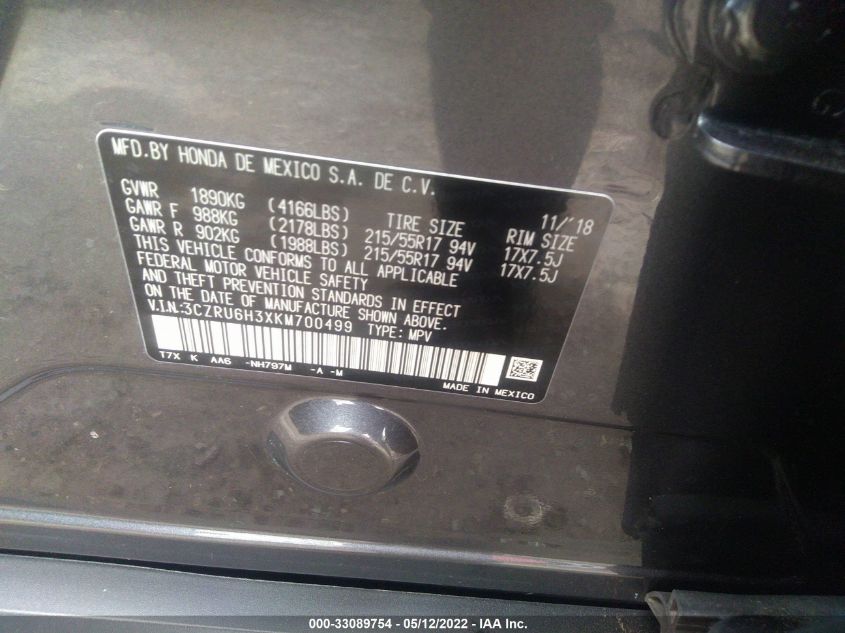 MFD.BY HONDA DE MEXICO S.A. DE C.V.
11/'18
GVWR 1890KG (4166LBS) TIRE SIZE RIM SIZE
GAWR F 988KG (2178LBS) 215/55R17 94V 17X7.5J
GAWR R 902KG (1988LBS) 215/55R17 94V 17X7.5J
THIS VEHICLE CONFORMS TO ALL APPLICABLE
FEDERAL MOTOR VEHICLE SAFETY
AND THEFT PREVENTION STANDARDS IN EFFECT
ON THE DATE OF MANUFACTURE SHOWN ABOVE.
V.I.N:3CZRU6H3XKM700499 TYPE: MPV
T7X K AA6 -NH797M -A -M
MADE IN MEXICO
000-33089754 - 05/12/2022 - IAA Inc.